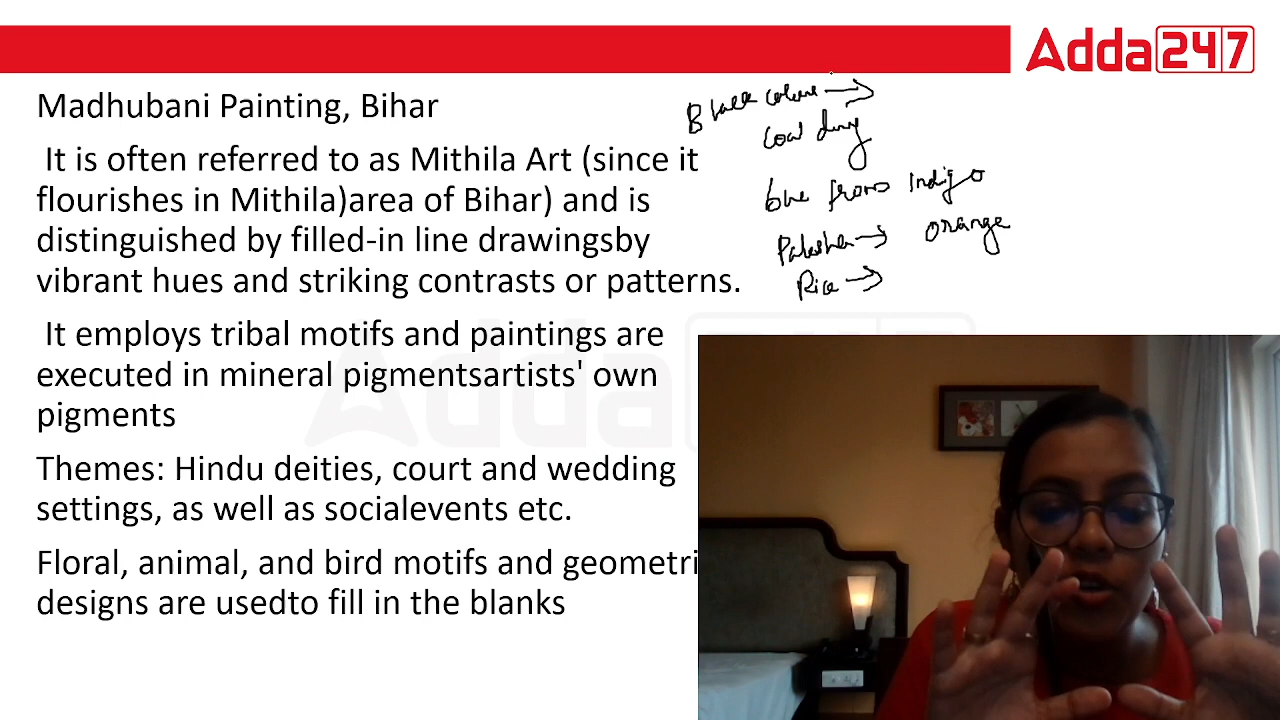 Adda247
Madhubani Painting, Bihar
It is often referred to as Mithila Art (since it
flourishes in Mithila)area of Bihar) and is
distinguished by filled-in line drawingsby
vibrant hues and striking contrasts or patterns.
It employs tribal motifs and paintings are
executed in mineral pigmentsartists' own
pigments
Themes: Hindu deities, court and wedding
settings, as well as socialevents etc.
Floral, animal, and bird motifs and geometri
designs are usedto fill in the blanks
Black colour →
Cow dung
blue from Indigo
→ orange
Rice →